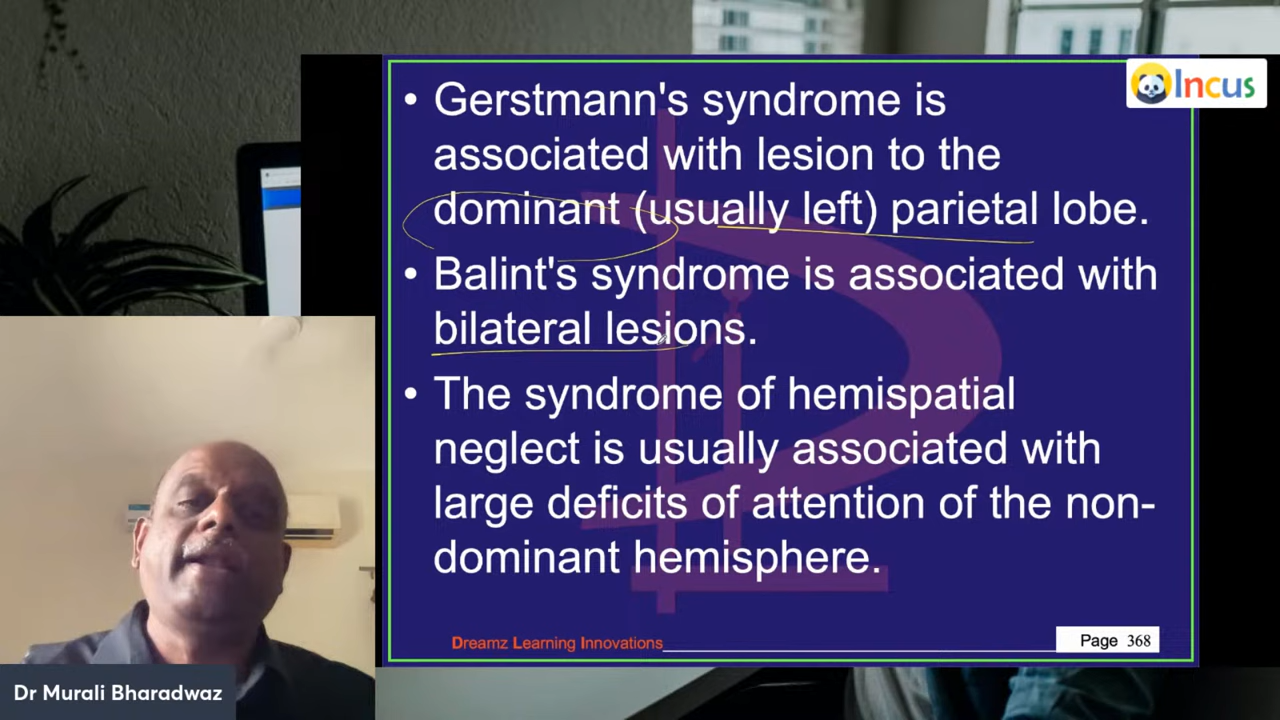 Incus
• Gerstmann's syndrome is
associated with lesion to the
dominant (usually left) parietal lobe.
• Balint's syndrome is associated with
bilateral lesions.
• The syndrome of hemispatial
neglect is usually associated with
large deficits of attention of the non-
dominant hemisphere.
Dreamz Learning Innovations
Page 368
Dr Murali Bharadwaz